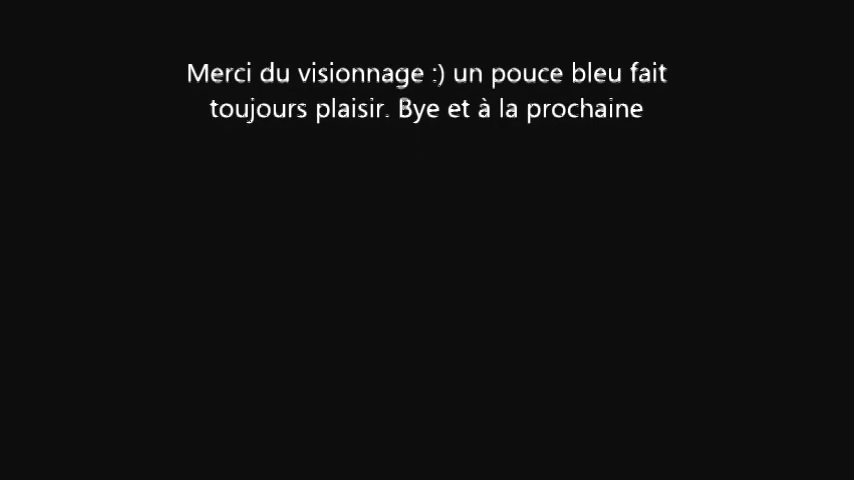 Merci du visionnage :) un pouce bleu fait
toujours plaisir. Bye et à la prochaine